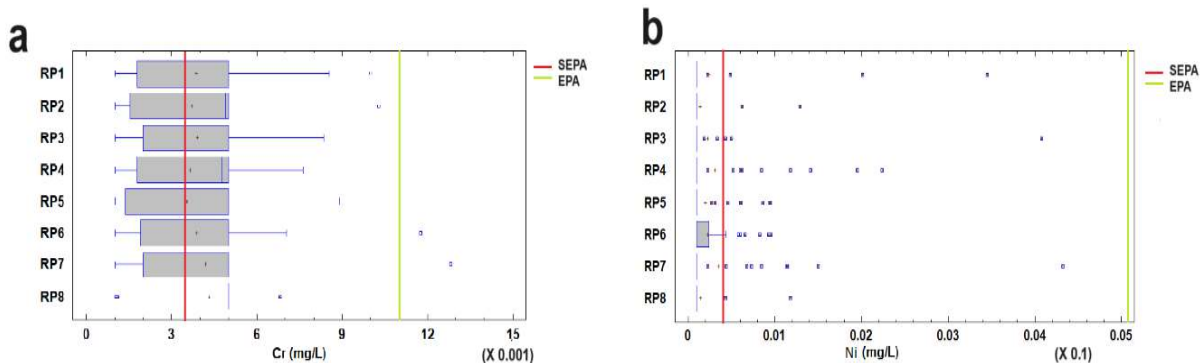 a
RP1
RP2
RP3
RP4
RP5
RP6
RP7
RP8
0 3 6 9 12 15
Cr (mg/L) (X 0.001)
SEPA
EPA
b
RP1
RP2
RP3
RP4
RP5
RP6
RP7
RP8
0 0.01 0.02 0.03 0.04 0.05
Ni (mg/L) (X 0.1)
SEPA
EPA